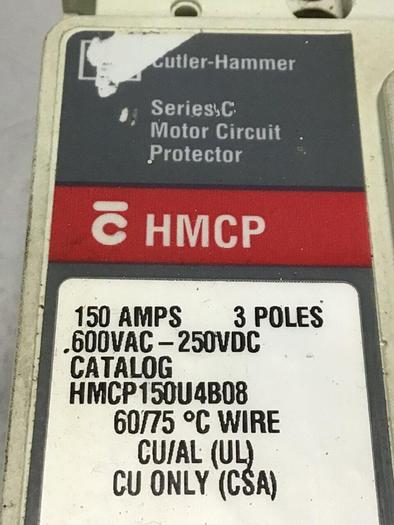 Cutler-Hammer
Series C
Motor Circuit
Protector
C HMCP
150 AMPS 3 POLES
600VAC-250VDC
CATALOG
HMCP150U4B08
60/75 °C WIRE
CU/AL (UL)
CU ONLY (CSA)